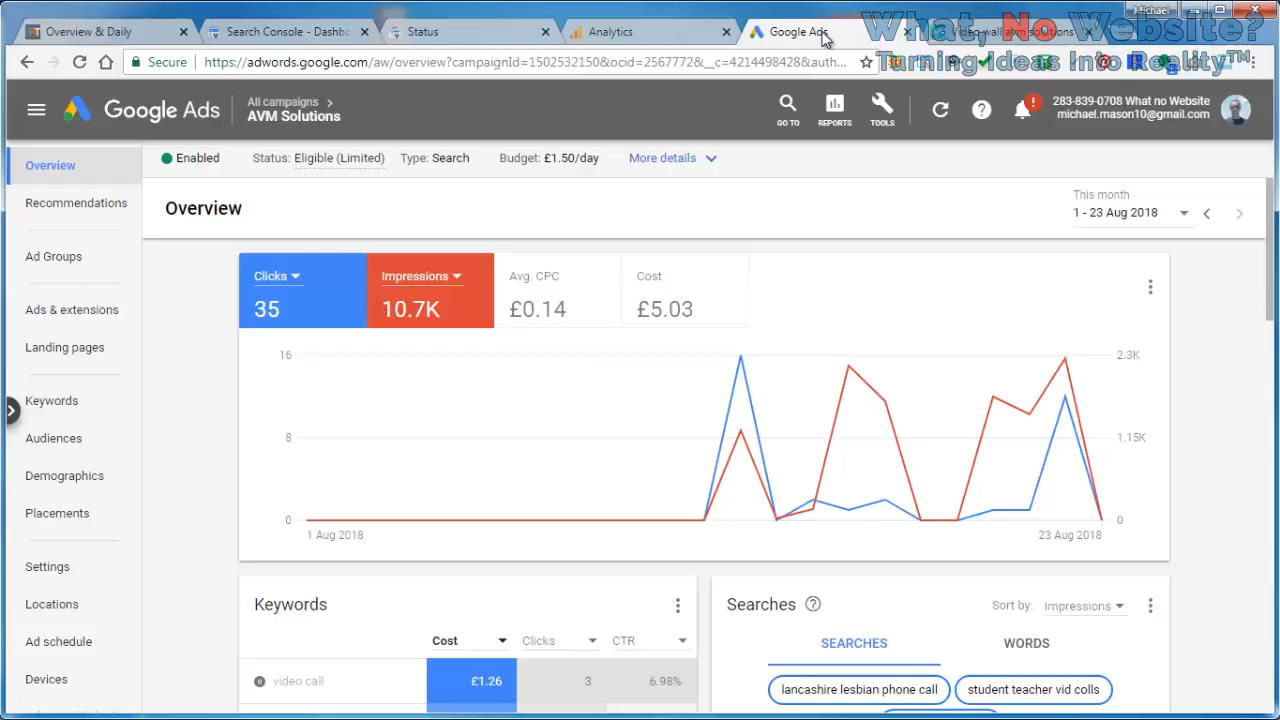 Michael
Overview & Daily
Search Console - Dashbo
Status
Analytics
Google Ads
Video wall avm solutions
What, No Website?
Turning Ideas Into Reality™
Secure
https://adwords.google.com/aw/overview?campaignId=1502532150&ocid=2567772&__c=4214498428&auth...
Google Ads
All campaigns
AVM Solutions
GO TO
REPORTS
TOOLS
283-839-0708 What no Website
michael.mason10@gmail.com
Overview
Recommendations
Ad Groups
Ads & extensions
Landing pages
Keywords
Audiences
Demographics
Placements
Settings
Locations
Ad schedule
Devices
Enabled
Status: Eligible (Limited)
Type: Search
Budget: £1.50/day
More details
Overview
This month
1 - 23 Aug 2018
Clicks
35
Impressions
10.7K
Avg. CPC
£0.14
Cost
£5.03
16
8
0
2.3K
1.15K
0
1 Aug 2018
23 Aug 2018
Keywords
Cost
Clicks
CTR
video call
£1.26
3
6.98%
Searches
Sort by: Impressions
SEARCHES
WORDS
lancashire lesbian phone call
student teacher vid colls